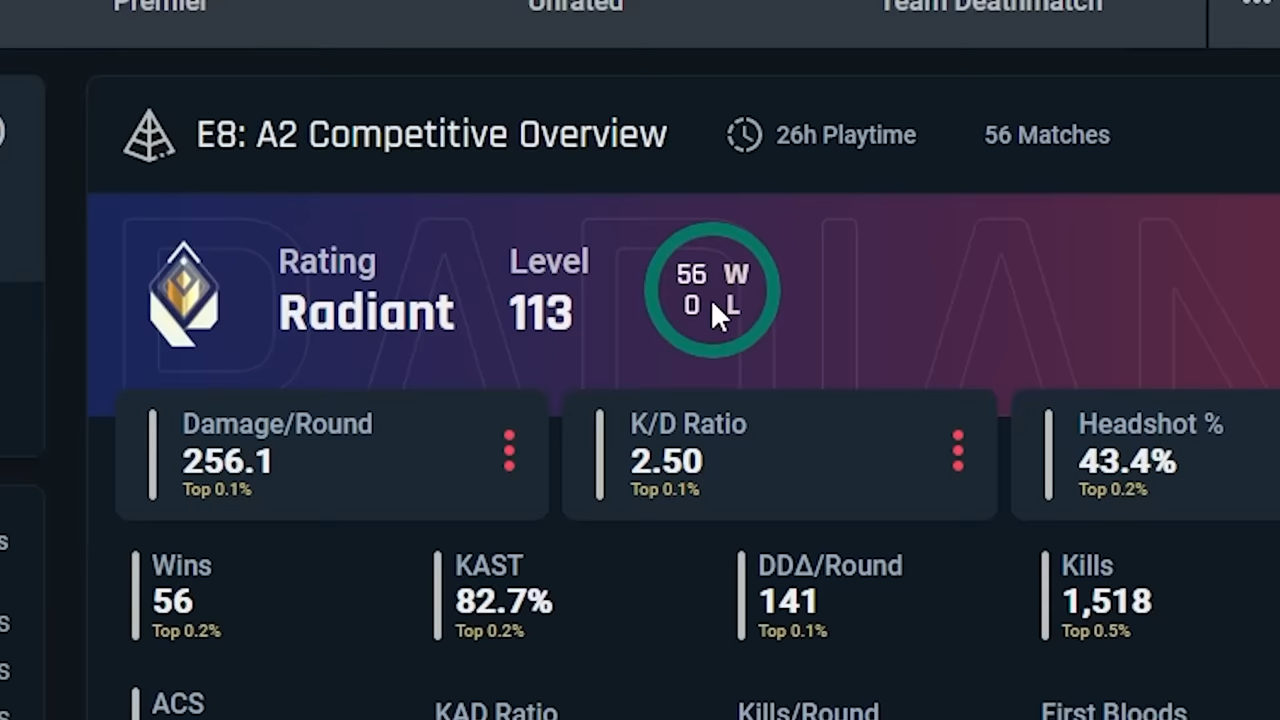 Premier
Unrated
Team Deathmatch
E8: A2 Competitive Overview
26h Playtime
56 Matches
Rating
Radiant
Level
113
56 W
0 L
Damage/Round
256.1
Top 0.1%
K/D Ratio
2.50
Top 0.1%
Headshot %
43.4%
Top 0.2%
Wins
56
Top 0.2%
KAST
82.7%
Top 0.2%
DDΔ/Round
141
Top 0.1%
Kills
1,518
Top 0.5%
ACS
KAD Ratio
Kills/Round
First Bloods